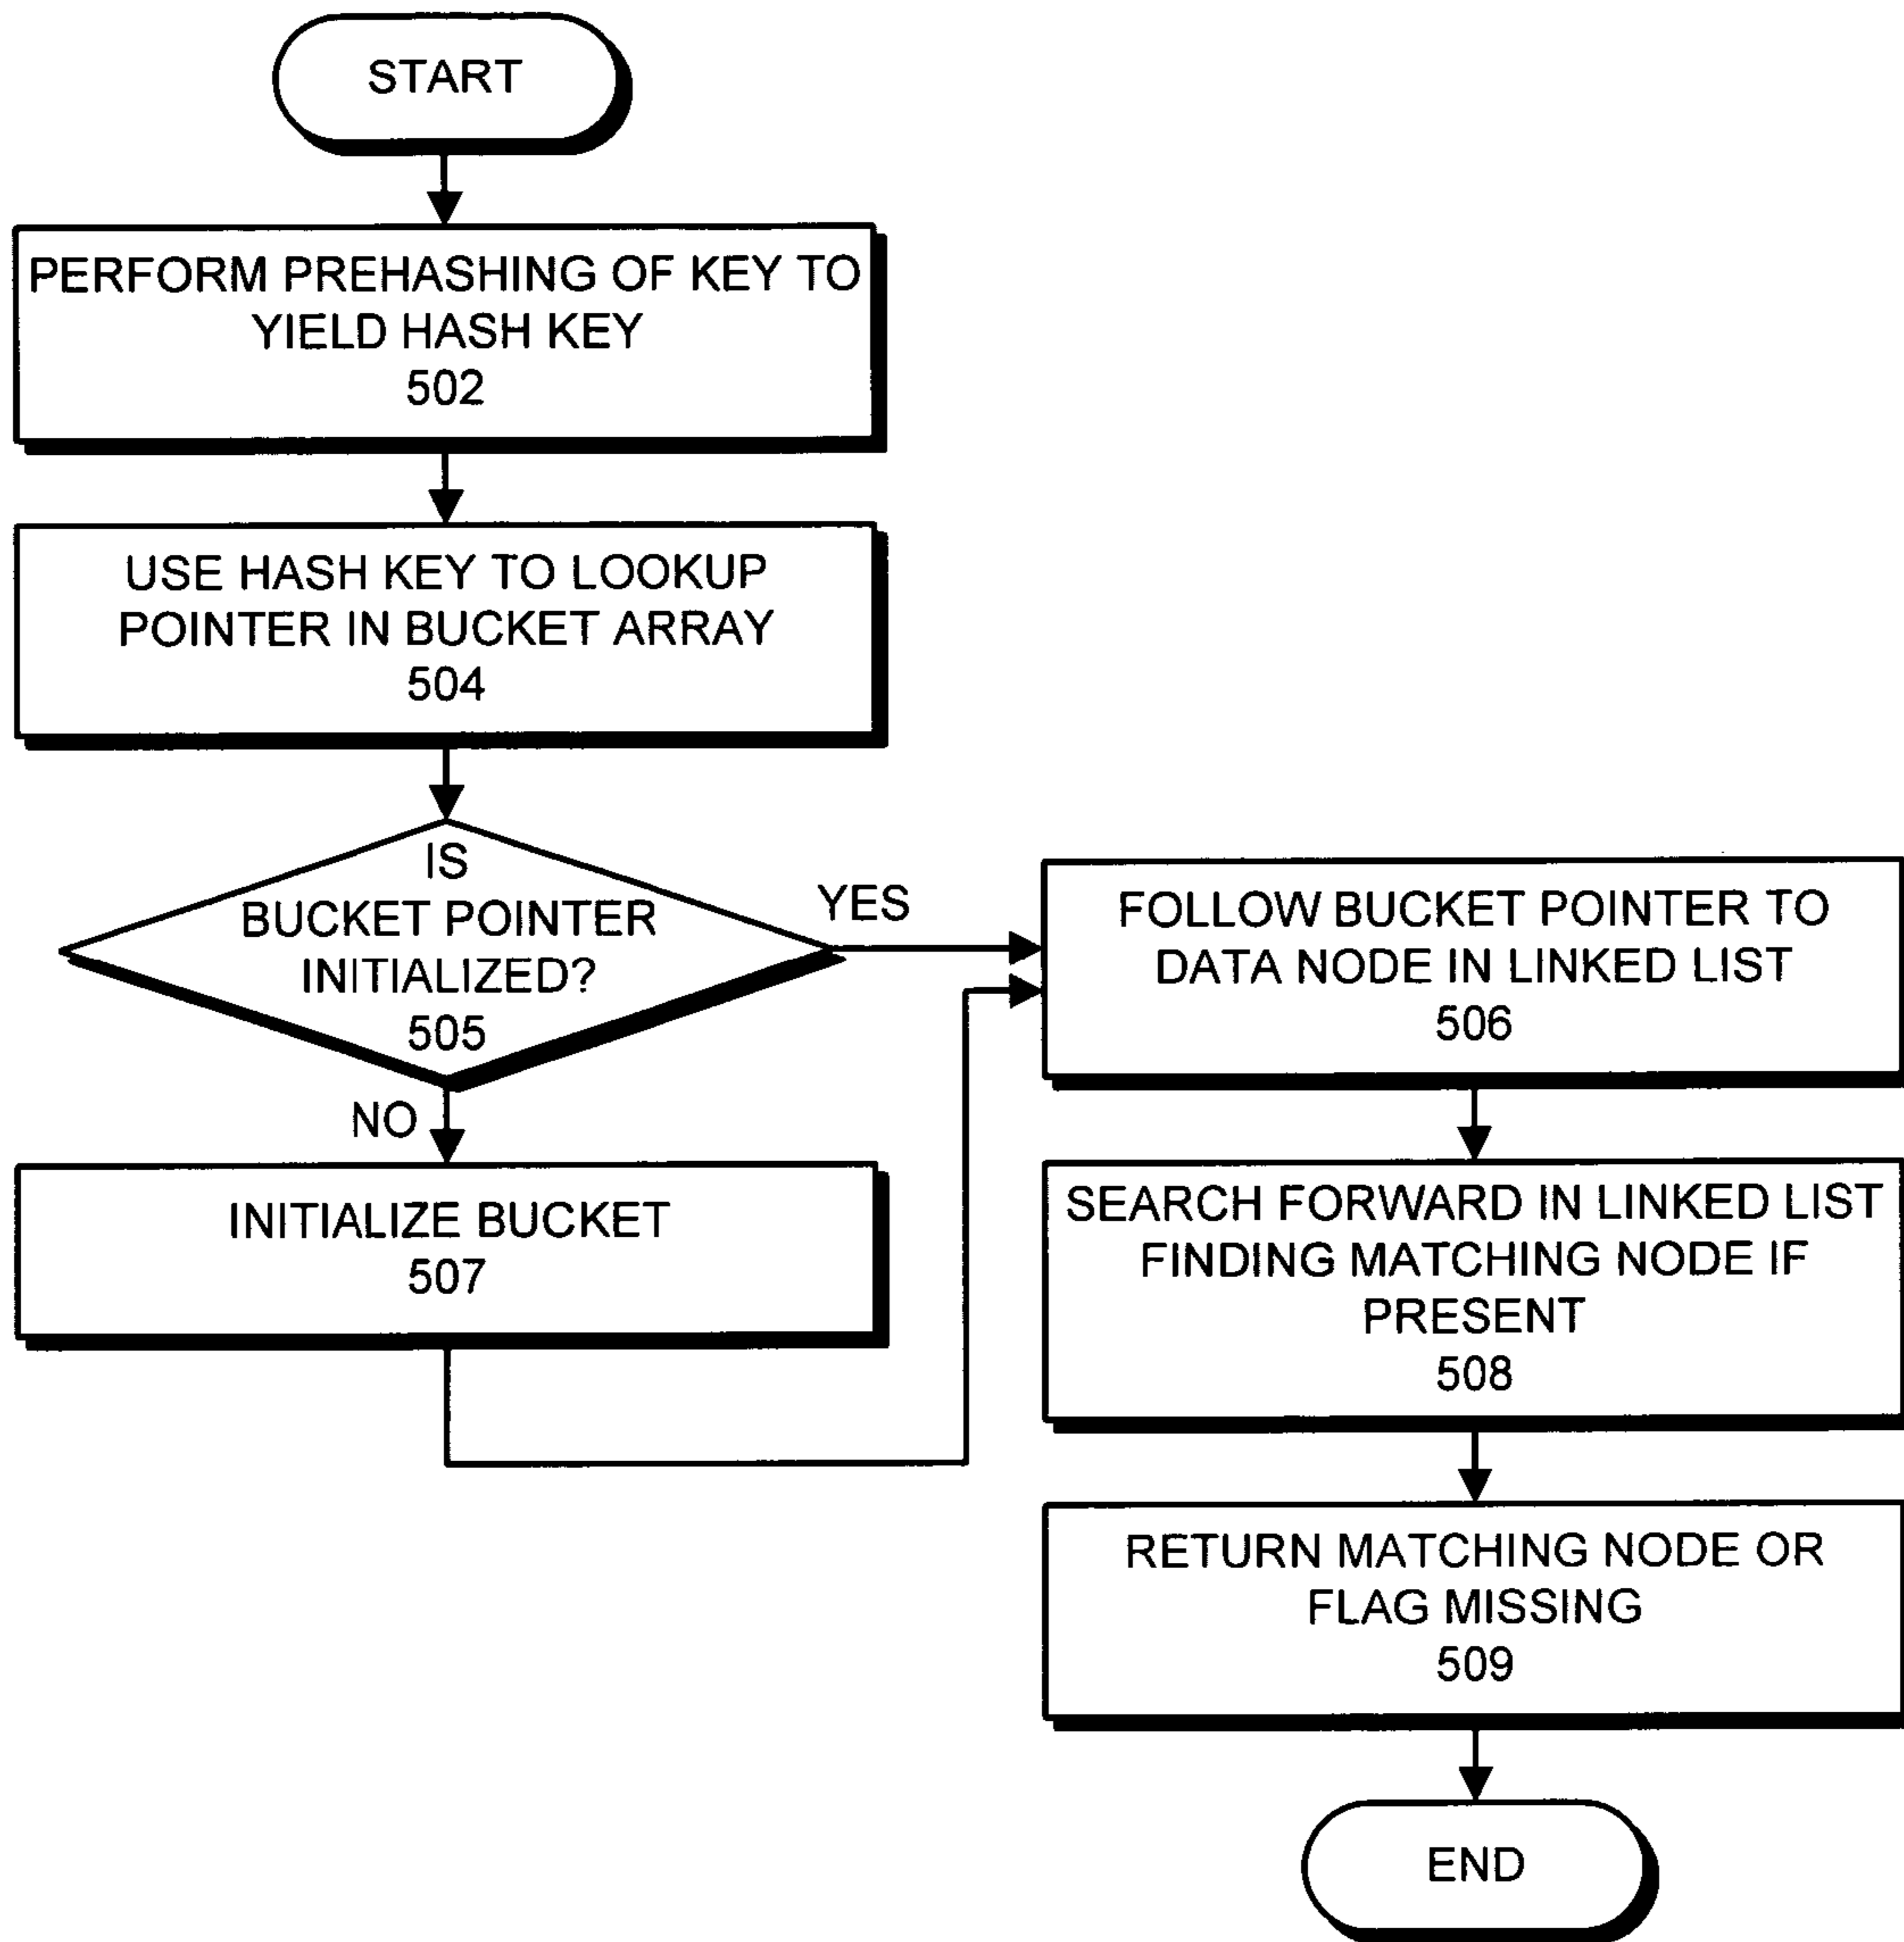 START
PERFORM PREHASHING OF KEY TO
YIELD HASH KEY
502
USE HASH KEY TO LOOKUP
POINTER IN BUCKET ARRAY
504
IS
BUCKET POINTER
INITIALIZED?
505
YES
NO
INITIALIZE BUCKET
507
FOLLOW BUCKET POINTER TO
DATA NODE IN LINKED LIST
506
SEARCH FORWARD IN LINKED LIST
FINDING MATCHING NODE IF
PRESENT
508
RETURN MATCHING NODE OR
FLAG MISSING
509
END